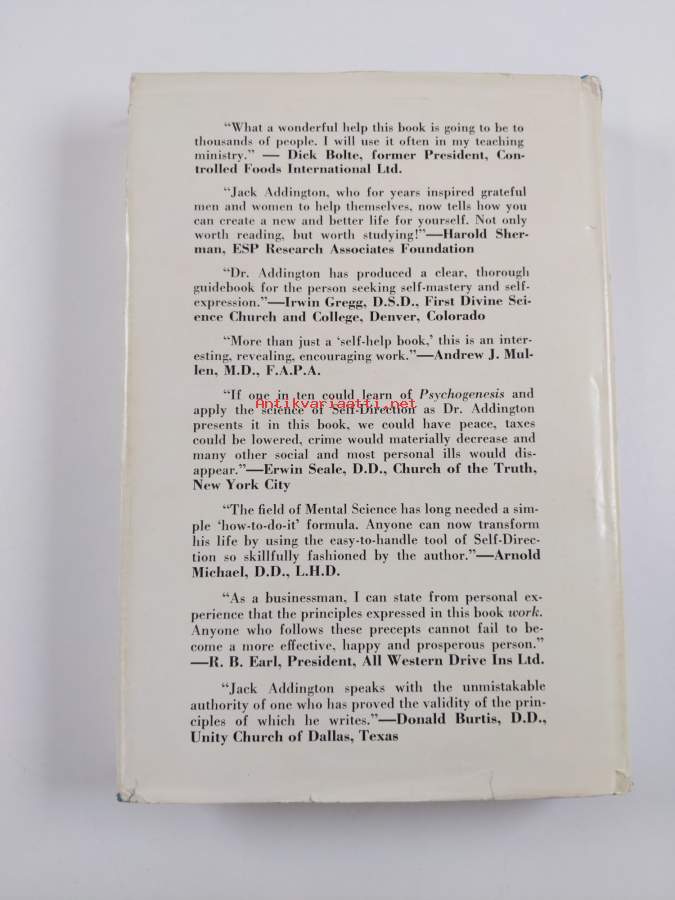 “What a wonderful help this book is going to be to
thousands of people. I will use it often in my teaching
ministry.” — Dick Bolte, former President, Con-
trolled Foods International Ltd.
“Jack Addington, who for years inspired grateful
men and women to help themselves, now tells how you
can create a new and better life for yourself. Not only
worth reading, but worth studying!”—Harold Sher-
man, ESP Research Associates Foundation
“Dr. Addington has produced a clear, thorough
guidebook for the person seeking self-mastery and self-
expression.”—Irwin Gregg, D.S.D., First Divine Sci-
ence Church and College, Denver, Colorado
“More than just a ‘self-help book,’ this is an inter-
esting, revealing, encouraging work.”—Andrew J. Mul-
len, M.D., F.A.P.A.
“If one in ten could learn of Psychogenesis and
Antikvariaatti.net
apply the science of Self-Direction as Dr. Addington
presents it in this book, we could have peace, taxes
could be lowered, crime would materially decrease and
many other social and most personal ills would dis-
appear.”—Erwin Seale, D.D., Church of the Truth,
New York City
“The field of Mental Science has long needed a sim-
ple ‘how-to-do-it’ formula. Anyone can now transform
his life by using the easy-to-handle tool of Self-Direc-
tion so skillfully fashioned by the author.”—Arnold
Michael, D.D., L.H.D.
“As a businessman, I can state from personal ex-
perience that the principles expressed in this book work.
Anyone who follows these precepts cannot fail to be-
come a more effective, happy and prosperous person.”
—R. B. Earl, President, All Western Drive Ins Ltd.
“Jack Addington speaks with the unmistakable
authority of one who has proved the validity of the prin-
ciples of which he writes.”—Donald Burtis, D.D.,
Unity Church of Dallas, Texas